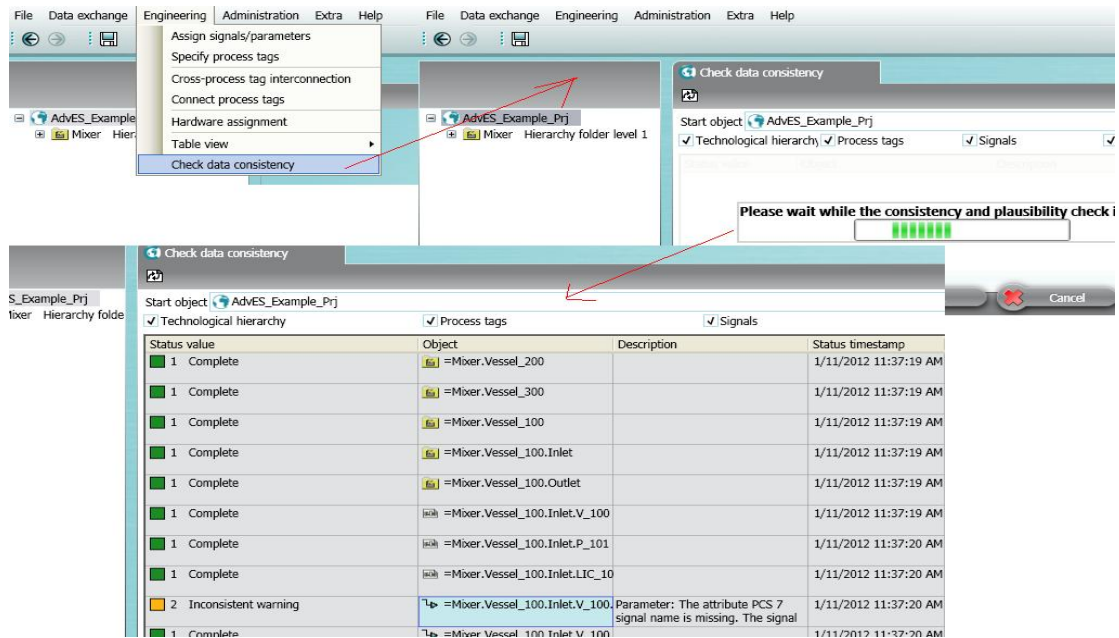 File Data exchange Engineering Administration Extra Help
Assign signals/parameters
Specify process tags
Cross-process tag interconnection
Connect process tags
Hardware assignment
Table view
Check data consistency
AdvES_Example
Mixer Hier
File Data exchange Engineering Administration Extra Help
AdvES_Example_Prj
Mixer Hierarchy folder level 1
Check data consistency
Start object AdvES_Example_Prj
Technological hierarchy Process tags Signals
Please wait while the consistency and plausibility check i
Cancel
S_Example_Prj
Mixer Hierarchy folde
Check data consistency
Start object AdvES_Example_Prj
Technological hierarchy Process tags Signals
Status value Object Description Status timestamp
1 Complete =Mixer.Vessel_200 1/11/2012 11:37:19 AM
1 Complete =Mixer.Vessel_300 1/11/2012 11:37:19 AM
1 Complete =Mixer.Vessel_100 1/11/2012 11:37:19 AM
1 Complete =Mixer.Vessel_100.Inlet 1/11/2012 11:37:19 AM
1 Complete =Mixer.Vessel_100.Outlet 1/11/2012 11:37:19 AM
1 Complete =Mixer.Vessel_100.Inlet.V_100 1/11/2012 11:37:19 AM
1 Complete =Mixer.Vessel_100.Inlet.P_101 1/11/2012 11:37:20 AM
1 Complete =Mixer.Vessel_100.Inlet.LIC_10 1/11/2012 11:37:20 AM
2 Inconsistent warning =Mixer.Vessel_100.Inlet.V_100. Parameter: The attribute PCS 7 1/11/2012 11:37:20 AM
signal name is missing. The signal
1 Complete =Mixer.Vessel_100.Inlet.V_100 1/11/2012 11:37:20 AM